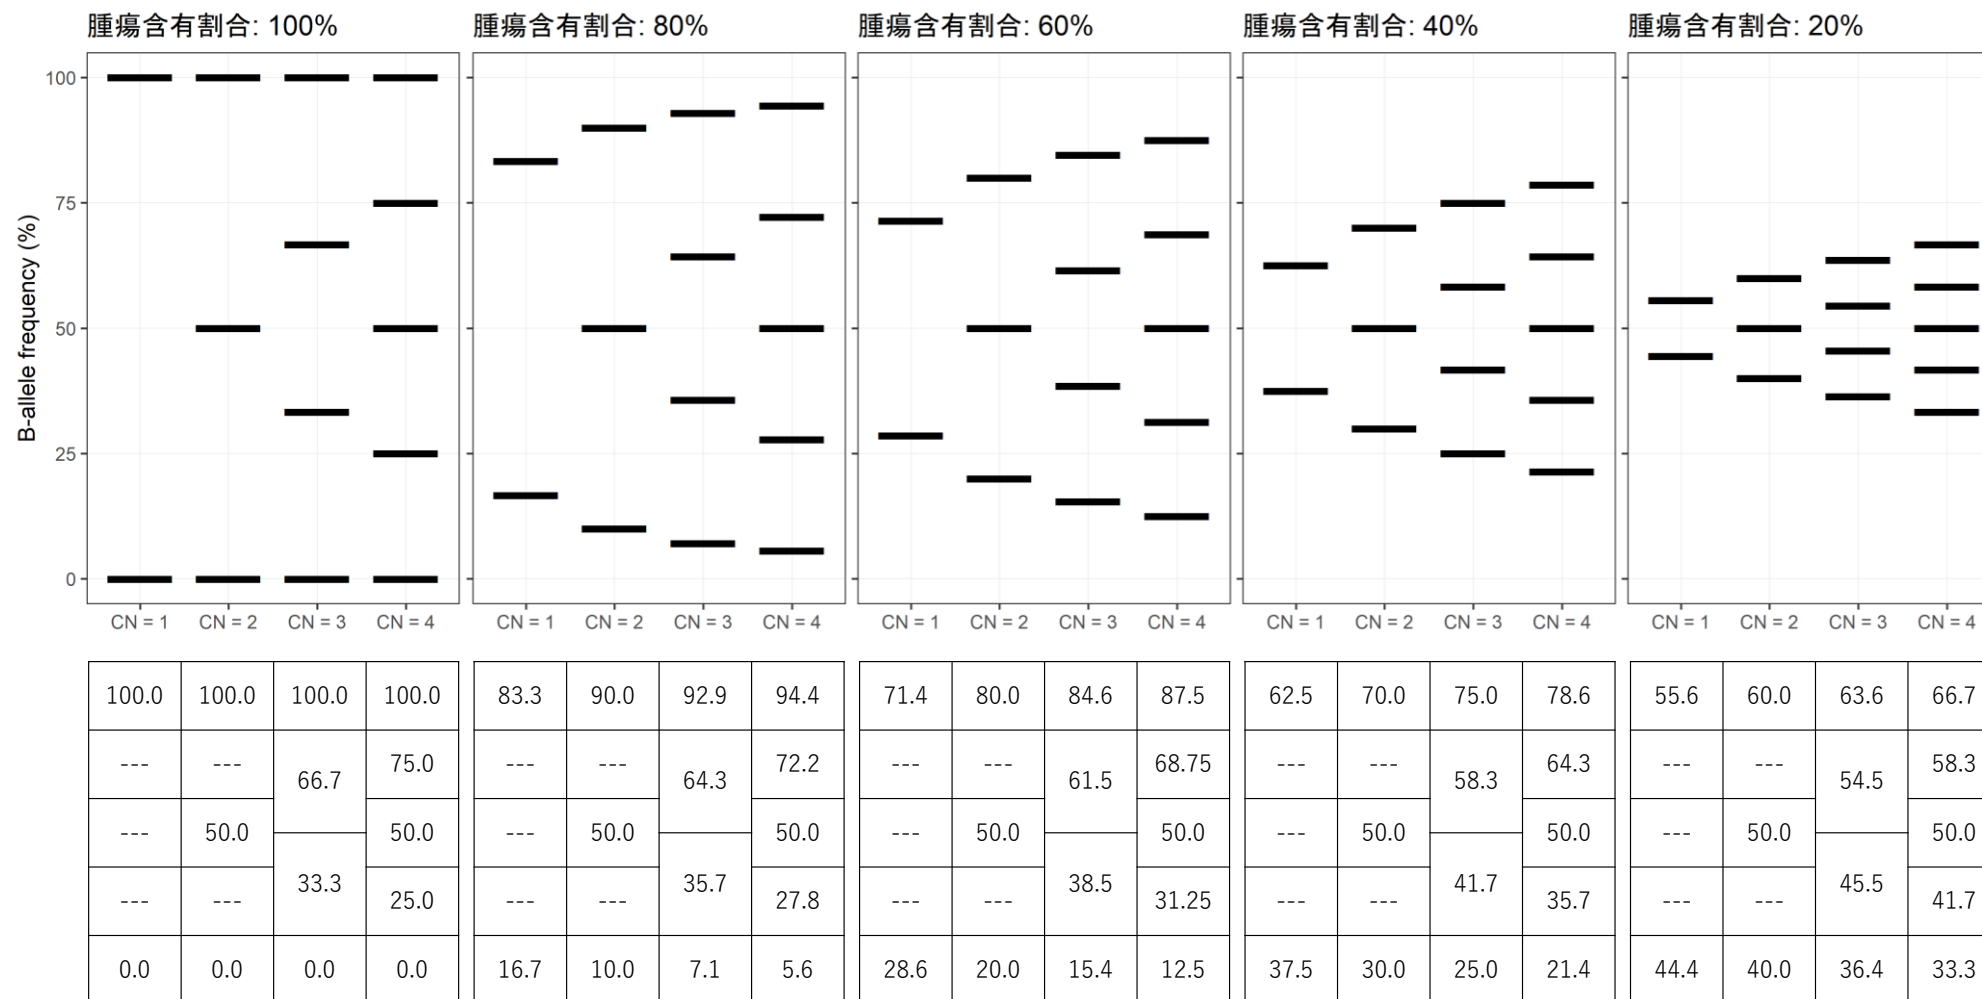 腫瘍含有割合: 100% 腫瘍含有割合: 80% 腫瘍含有割合: 60% 腫瘍含有割合: 40% 腫瘍含有割合: 20%
B-allele frequency (%)
100
75
50
25
0
CN = 1 CN = 2 CN = 3 CN = 4 CN = 1 CN = 2 CN = 3 CN = 4 CN = 1 CN = 2 CN = 3 CN = 4 CN = 1 CN = 2 CN = 3 CN = 4 CN = 1 CN = 2 CN = 3 CN = 4
100.0 100.0 100.0 100.0 83.3 90.0 92.9 94.4 71.4 80.0 84.6 87.5 62.5 70.0 75.0 78.6 55.6 60.0 63.6 66.7
--- --- 66.7 75.0 --- --- 64.3 72.2 --- --- 61.5 68.75 --- --- 58.3 64.3 --- --- 54.5 58.3
--- 50.0 50.0 --- 50.0 50.0 --- 50.0 50.0 --- 50.0 50.0 --- 50.0 50.0
--- --- 33.3 25.0 --- --- 35.7 27.8 --- --- 38.5 31.25 --- --- 41.7 35.7 --- --- 45.5 41.7
0.0 0.0 0.0 0.0 16.7 10.0 7.1 5.6 28.6 20.0 15.4 12.5 37.5 30.0 25.0 21.4 44.4 40.0 36.4 33.3